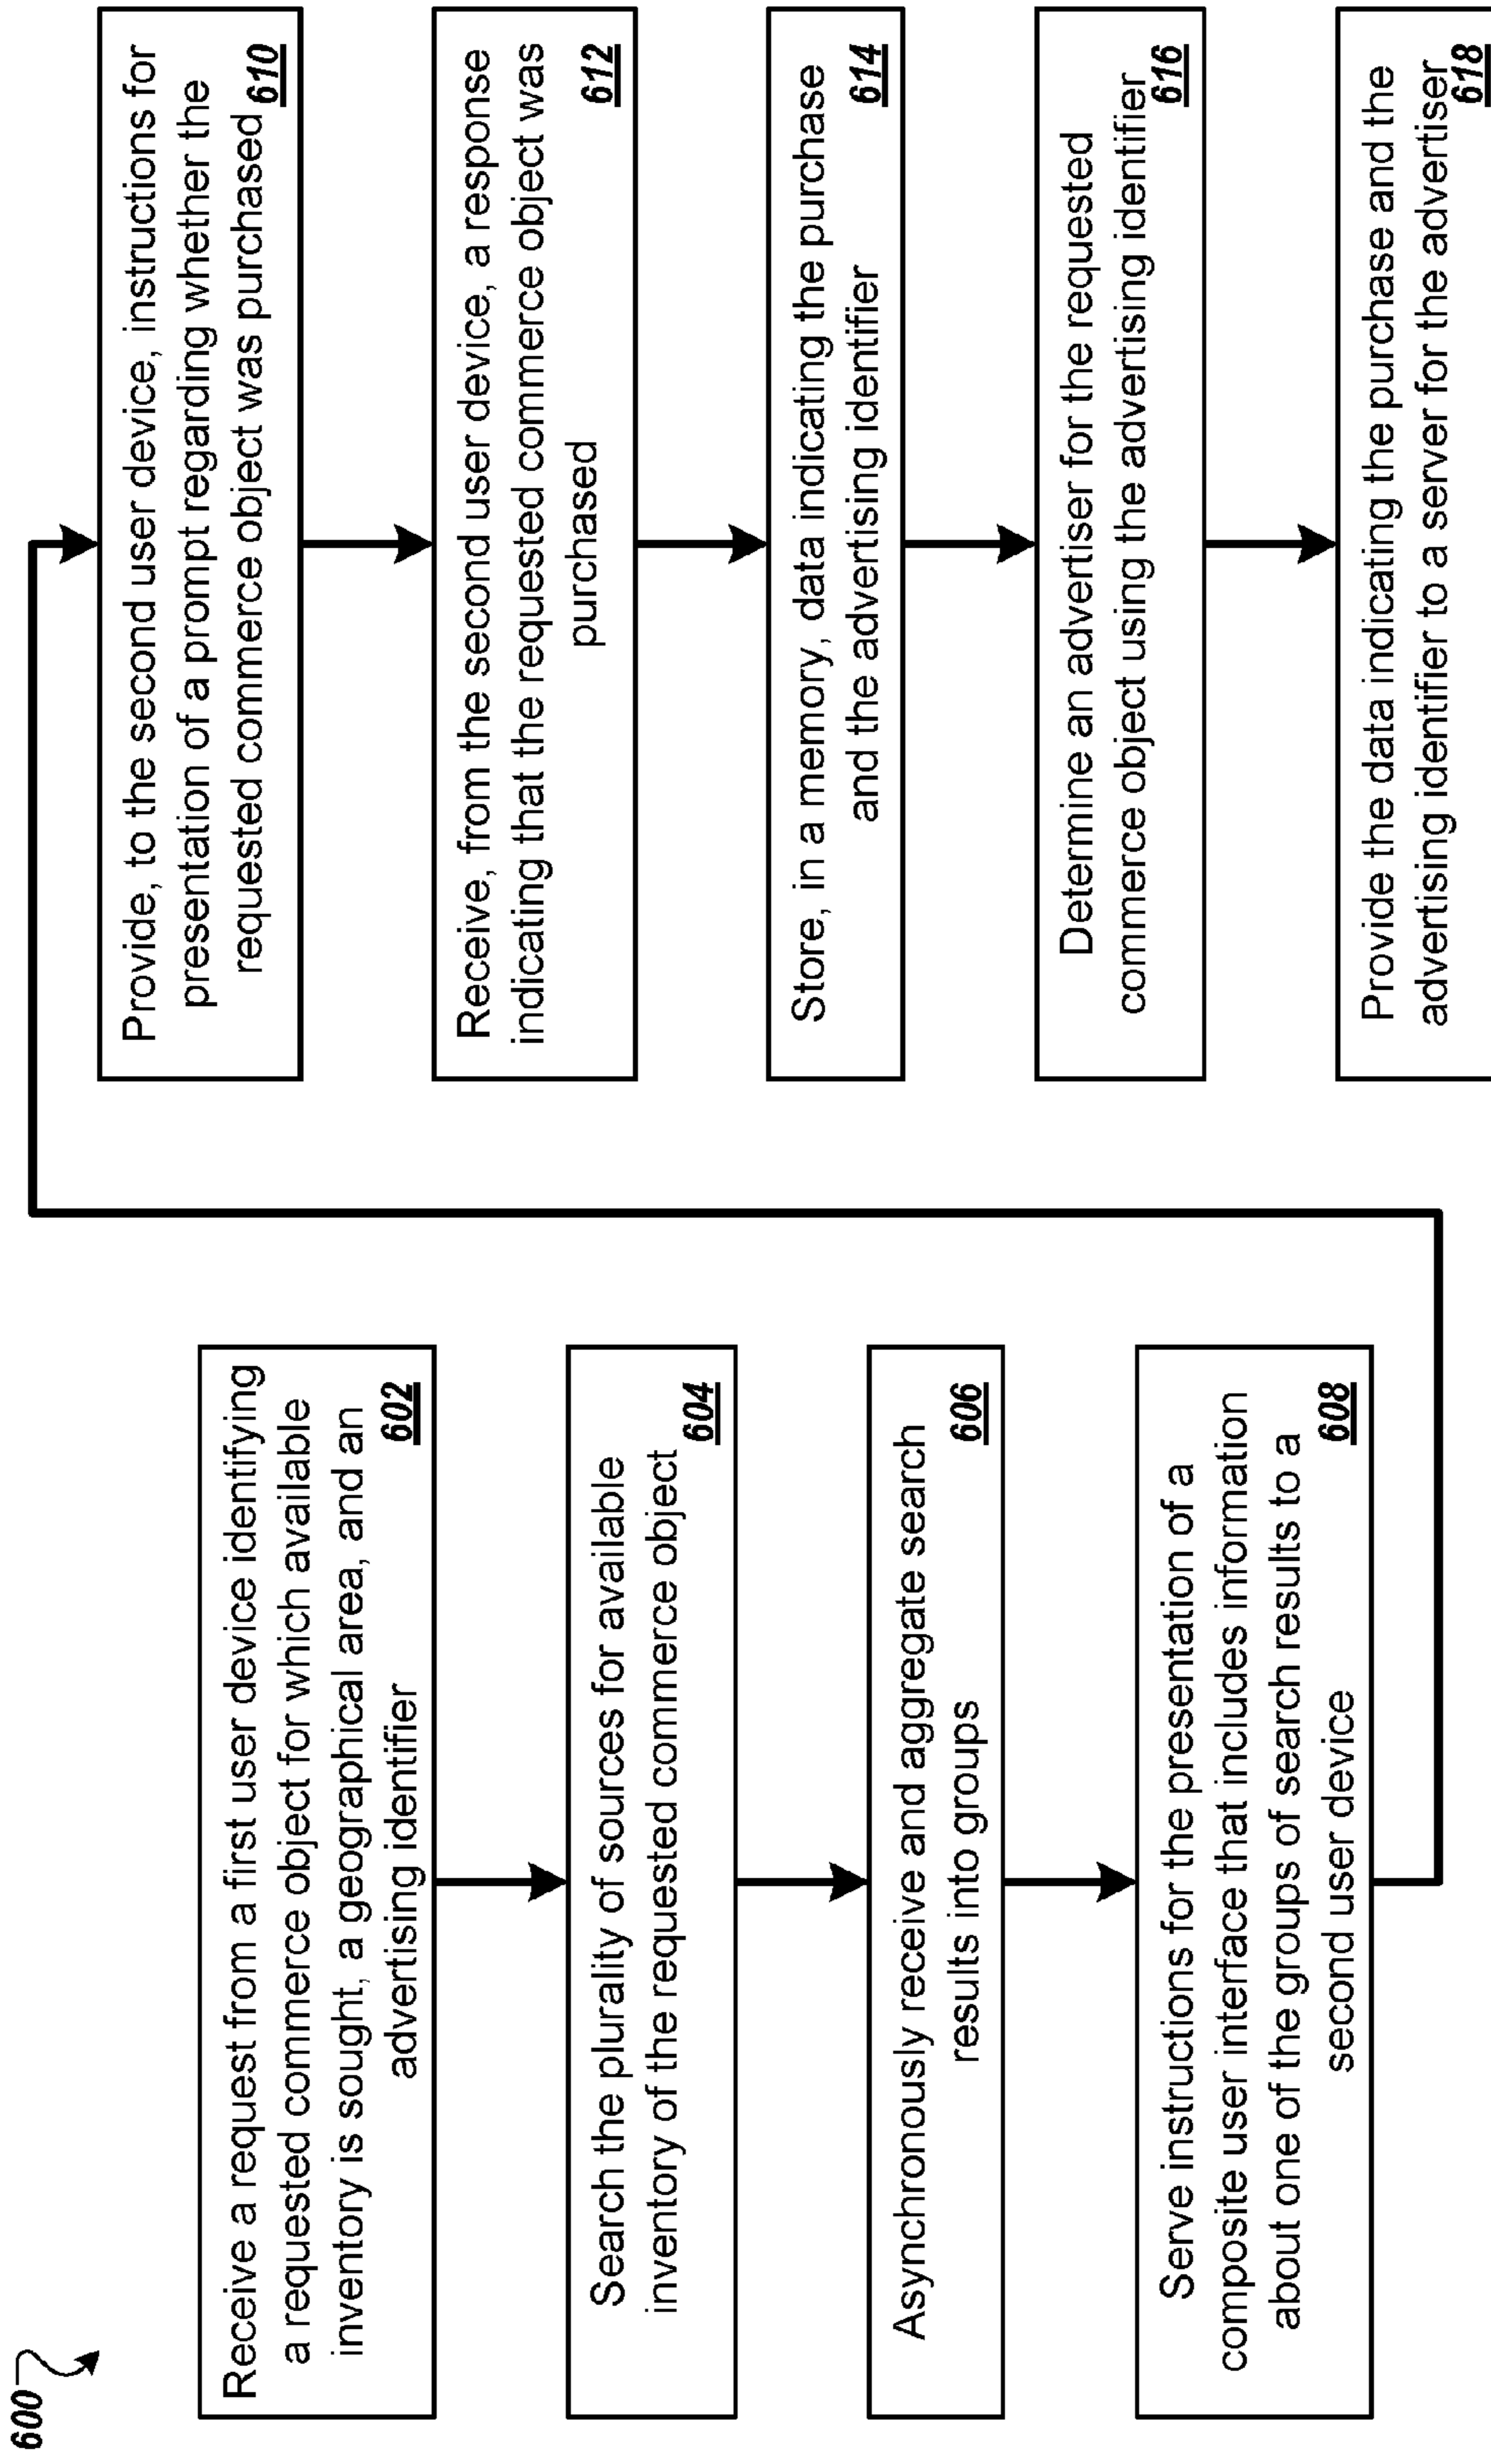 600
Receive a request from a first user device identifying
a requested commerce object for which available
inventory is sought, a geographical area, and an
advertising identifier
602
Search the plurality of sources for available
inventory of the requested commerce object
604
Asynchronously receive and aggregate search
results into groups
606
Serve instructions for the presentation of a
composite user interface that includes information
about one of the groups of search results to a
second user device
608
Provide, to the second user device, instructions for
presentation of a prompt regarding whether the
requested commerce object was purchased
610
Receive, from the second user device, a response
indicating that the requested commerce object was
purchased
612
Store, in a memory, data indicating the purchase
and the advertising identifier
614
Determine an advertiser for the requested
commerce object using the advertising identifier
616
Provide the data indicating the purchase and the
advertising identifier to a server for the advertiser
618